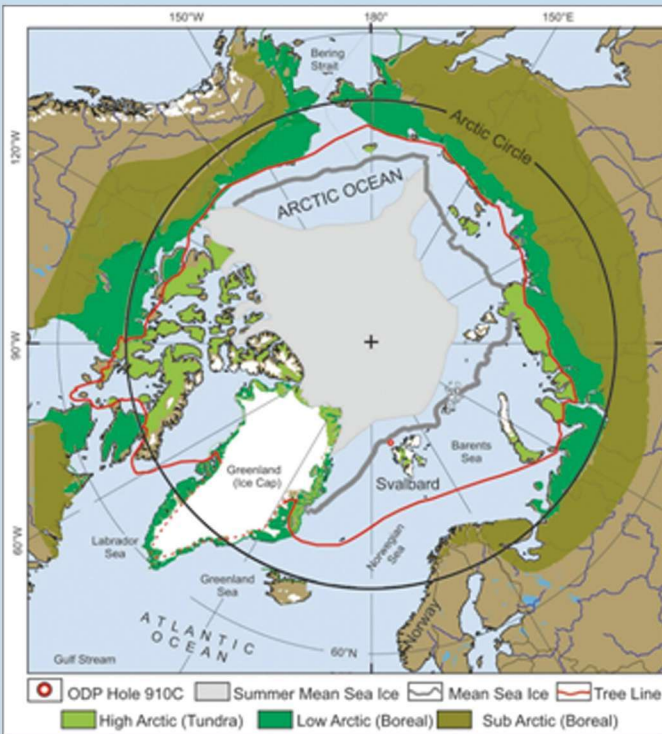 150°W
180°
150°E
Bering
Strait
120°W
Arctic Circle
ARCTIC OCEAN
90°W
Greenland
(Ice Cap)
Barents
Sea
Svalbard
60°W
Labrador
Sea
Norwegian
Sea
Greenland
Sea
Norway
ATLANTIC
OCEAN
60°N
Gulf Stream
ODP Hole 910C
Summer Mean Sea Ice
Mean Sea Ice
Tree Line
High Arctic (Tundra)
Low Arctic (Boreal)
Sub Arctic (Boreal)